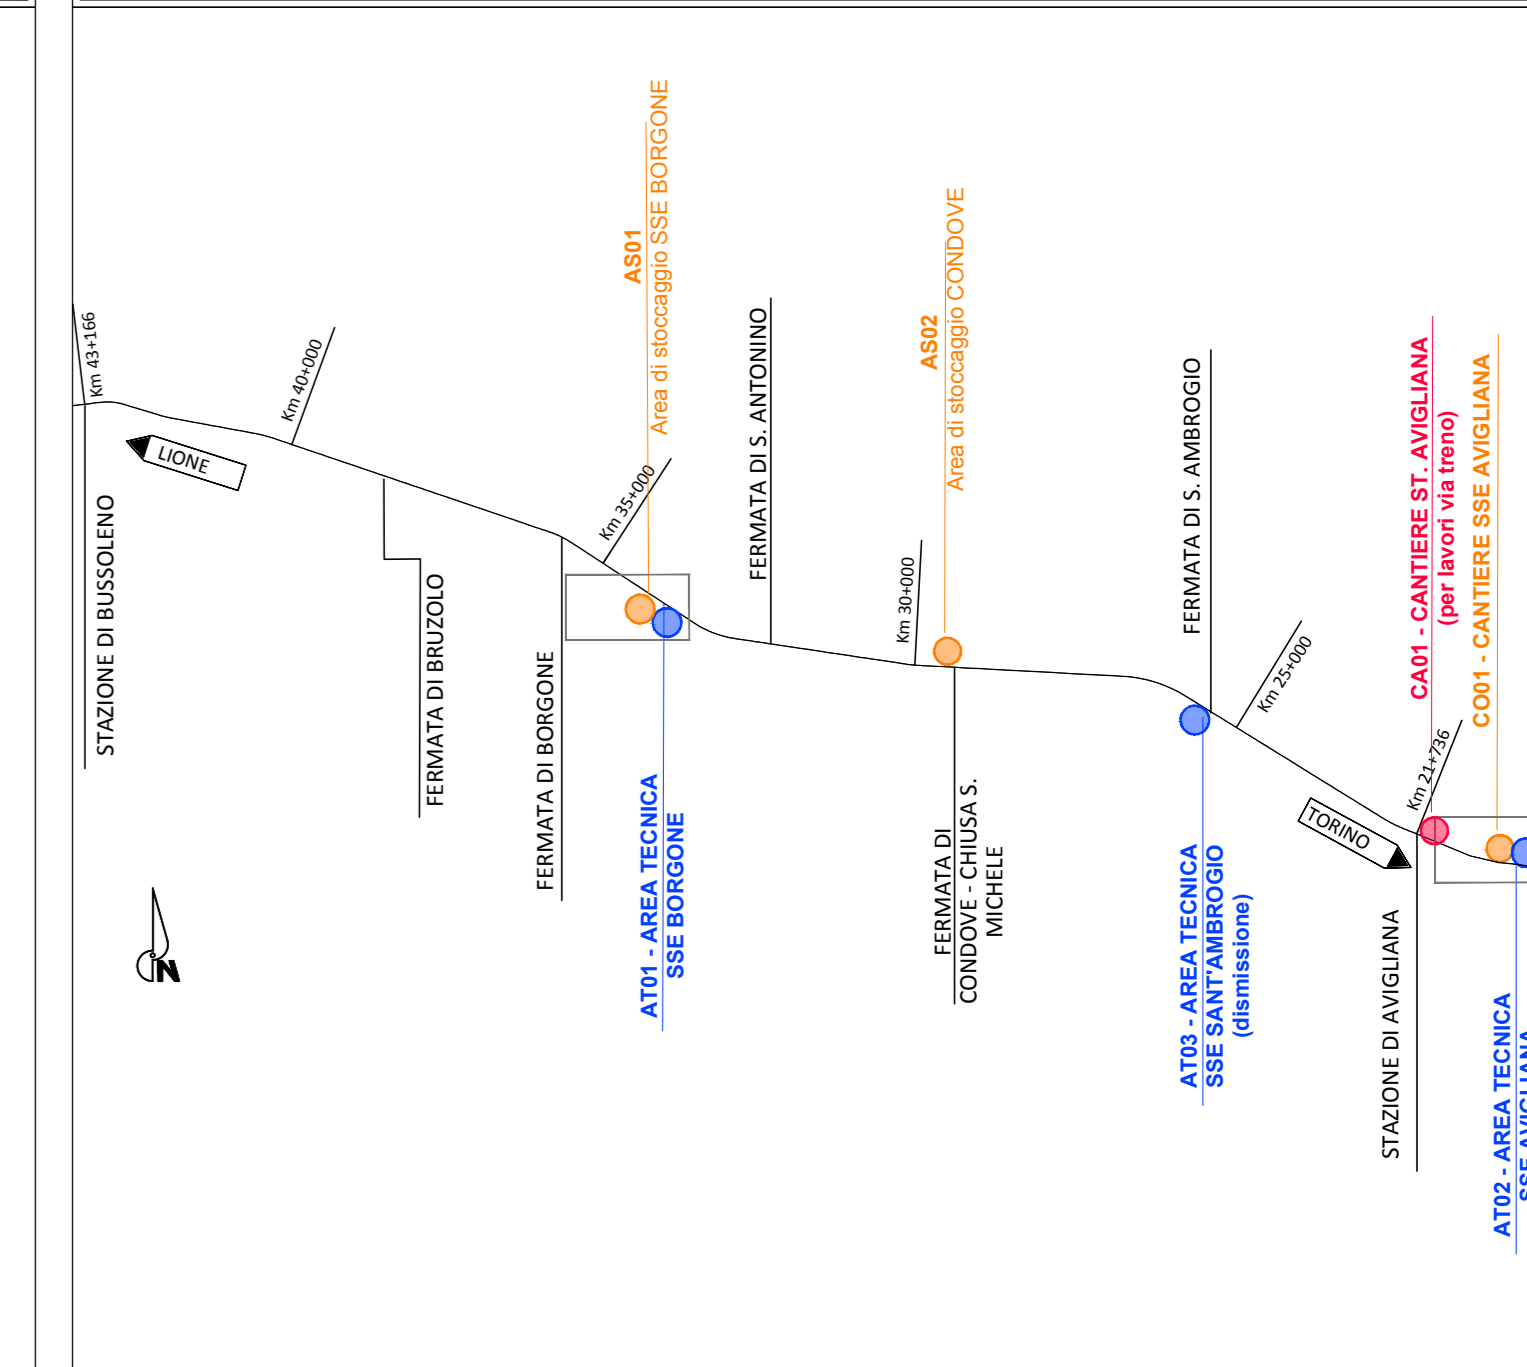 Km 43+166
STAZIONE DI BUSSOLENO
LIONE
Km 40+000
FERMATA DI BRUZOLO
FERMATA DI BORGONE
Km 35+000
AS01
Area di stoccaggio SSE BORGONE
AT01 - AREA TECNICA
SSE BORGONE
FERMATA DI S. ANTONINO
Km 30+000
AS02
Area di stoccaggio CONDOVE
FERMATA DI
CONDOVE - CHIUSA S.
MICHELE
FERMATA DI S. AMBROGIO
AT03 - AREA TECNICA
SSE SANT'AMBROGIO
(dismissione)
Km 25+000
TORINO
Km 21+736
STAZIONE DI AVIGLIANA
CA01 - CANTIERE ST. AVIGLIANA
(per lavori via treno)
CO01 - CANTIERE SSE AVIGLIANA
AT02 - AREA TECNICA
SSE AVIGLIANA
N